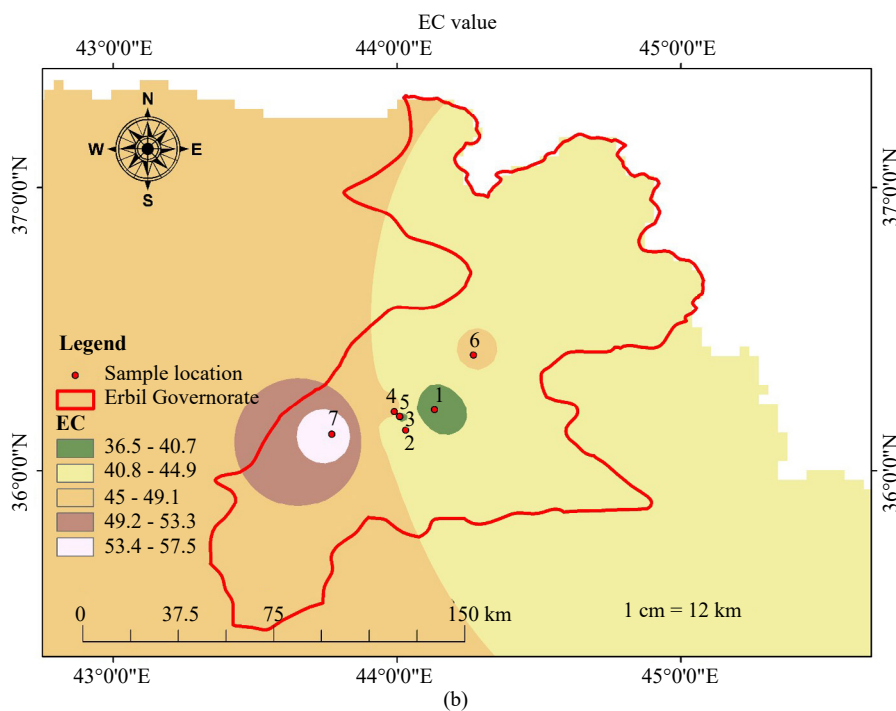 EC value
43°0'0"E 44°0'0"E 45°0'0"E
N
W E
S
37°0'0"N 37°0'0"N
6
Legend
Sample location
Erbil Governorate
EC
36.5 - 40.7
40.8 - 44.9
45 - 49.1
49.2 - 53.3
53.4 - 57.5
4
5
1
3
2
7
36°0'0"N 36°0'0"N
0 37.5 75 150 km
1 cm = 12 km
43°0'0"E 44°0'0"E 45°0'0"E
(b)